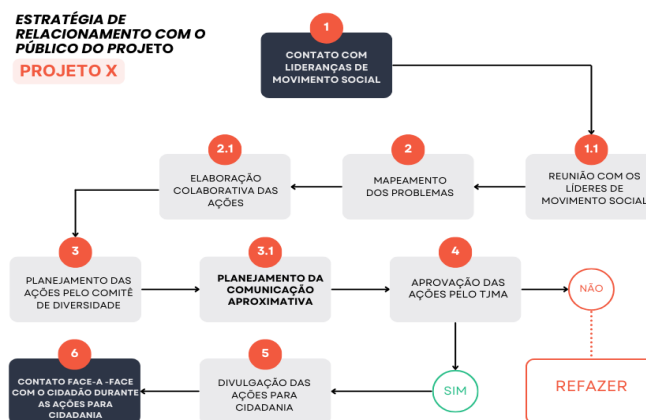 ESTRATÉGIA DE
RELACIONAMENTO COM O
PÚBLICO DO PROJETO
PROJETO X
1
CONTATO COM
LIDERANÇAS DE
MOVIMENTO SOCIAL
1.1
REUNIÃO COM OS
LÍDERES DE
MOVIMENTO SOCIAL
2
MAPEAMENTO
DOS PROBLEMAS
2.1
ELABORAÇÃO
COLABORATIVA DAS
AÇÕES
3
PLANEJAMENTO DAS
AÇÕES PELO COMITÊ
DE DIVERSIDADE
3.1
PLANEJAMENTO DA
COMUNICAÇÃO
APROXIMATIVA
4
APROVAÇÃO DAS
AÇÕES PELO TJMA
NÃO
REFAZER
SIM
5
DIVULGAÇÃO DAS
AÇÕES PARA
CIDADANIA
6
CONTATO FACE-A -FACE
COM O CIDADÃO DURANTE
AS AÇÕES PARA
CIDADANIA